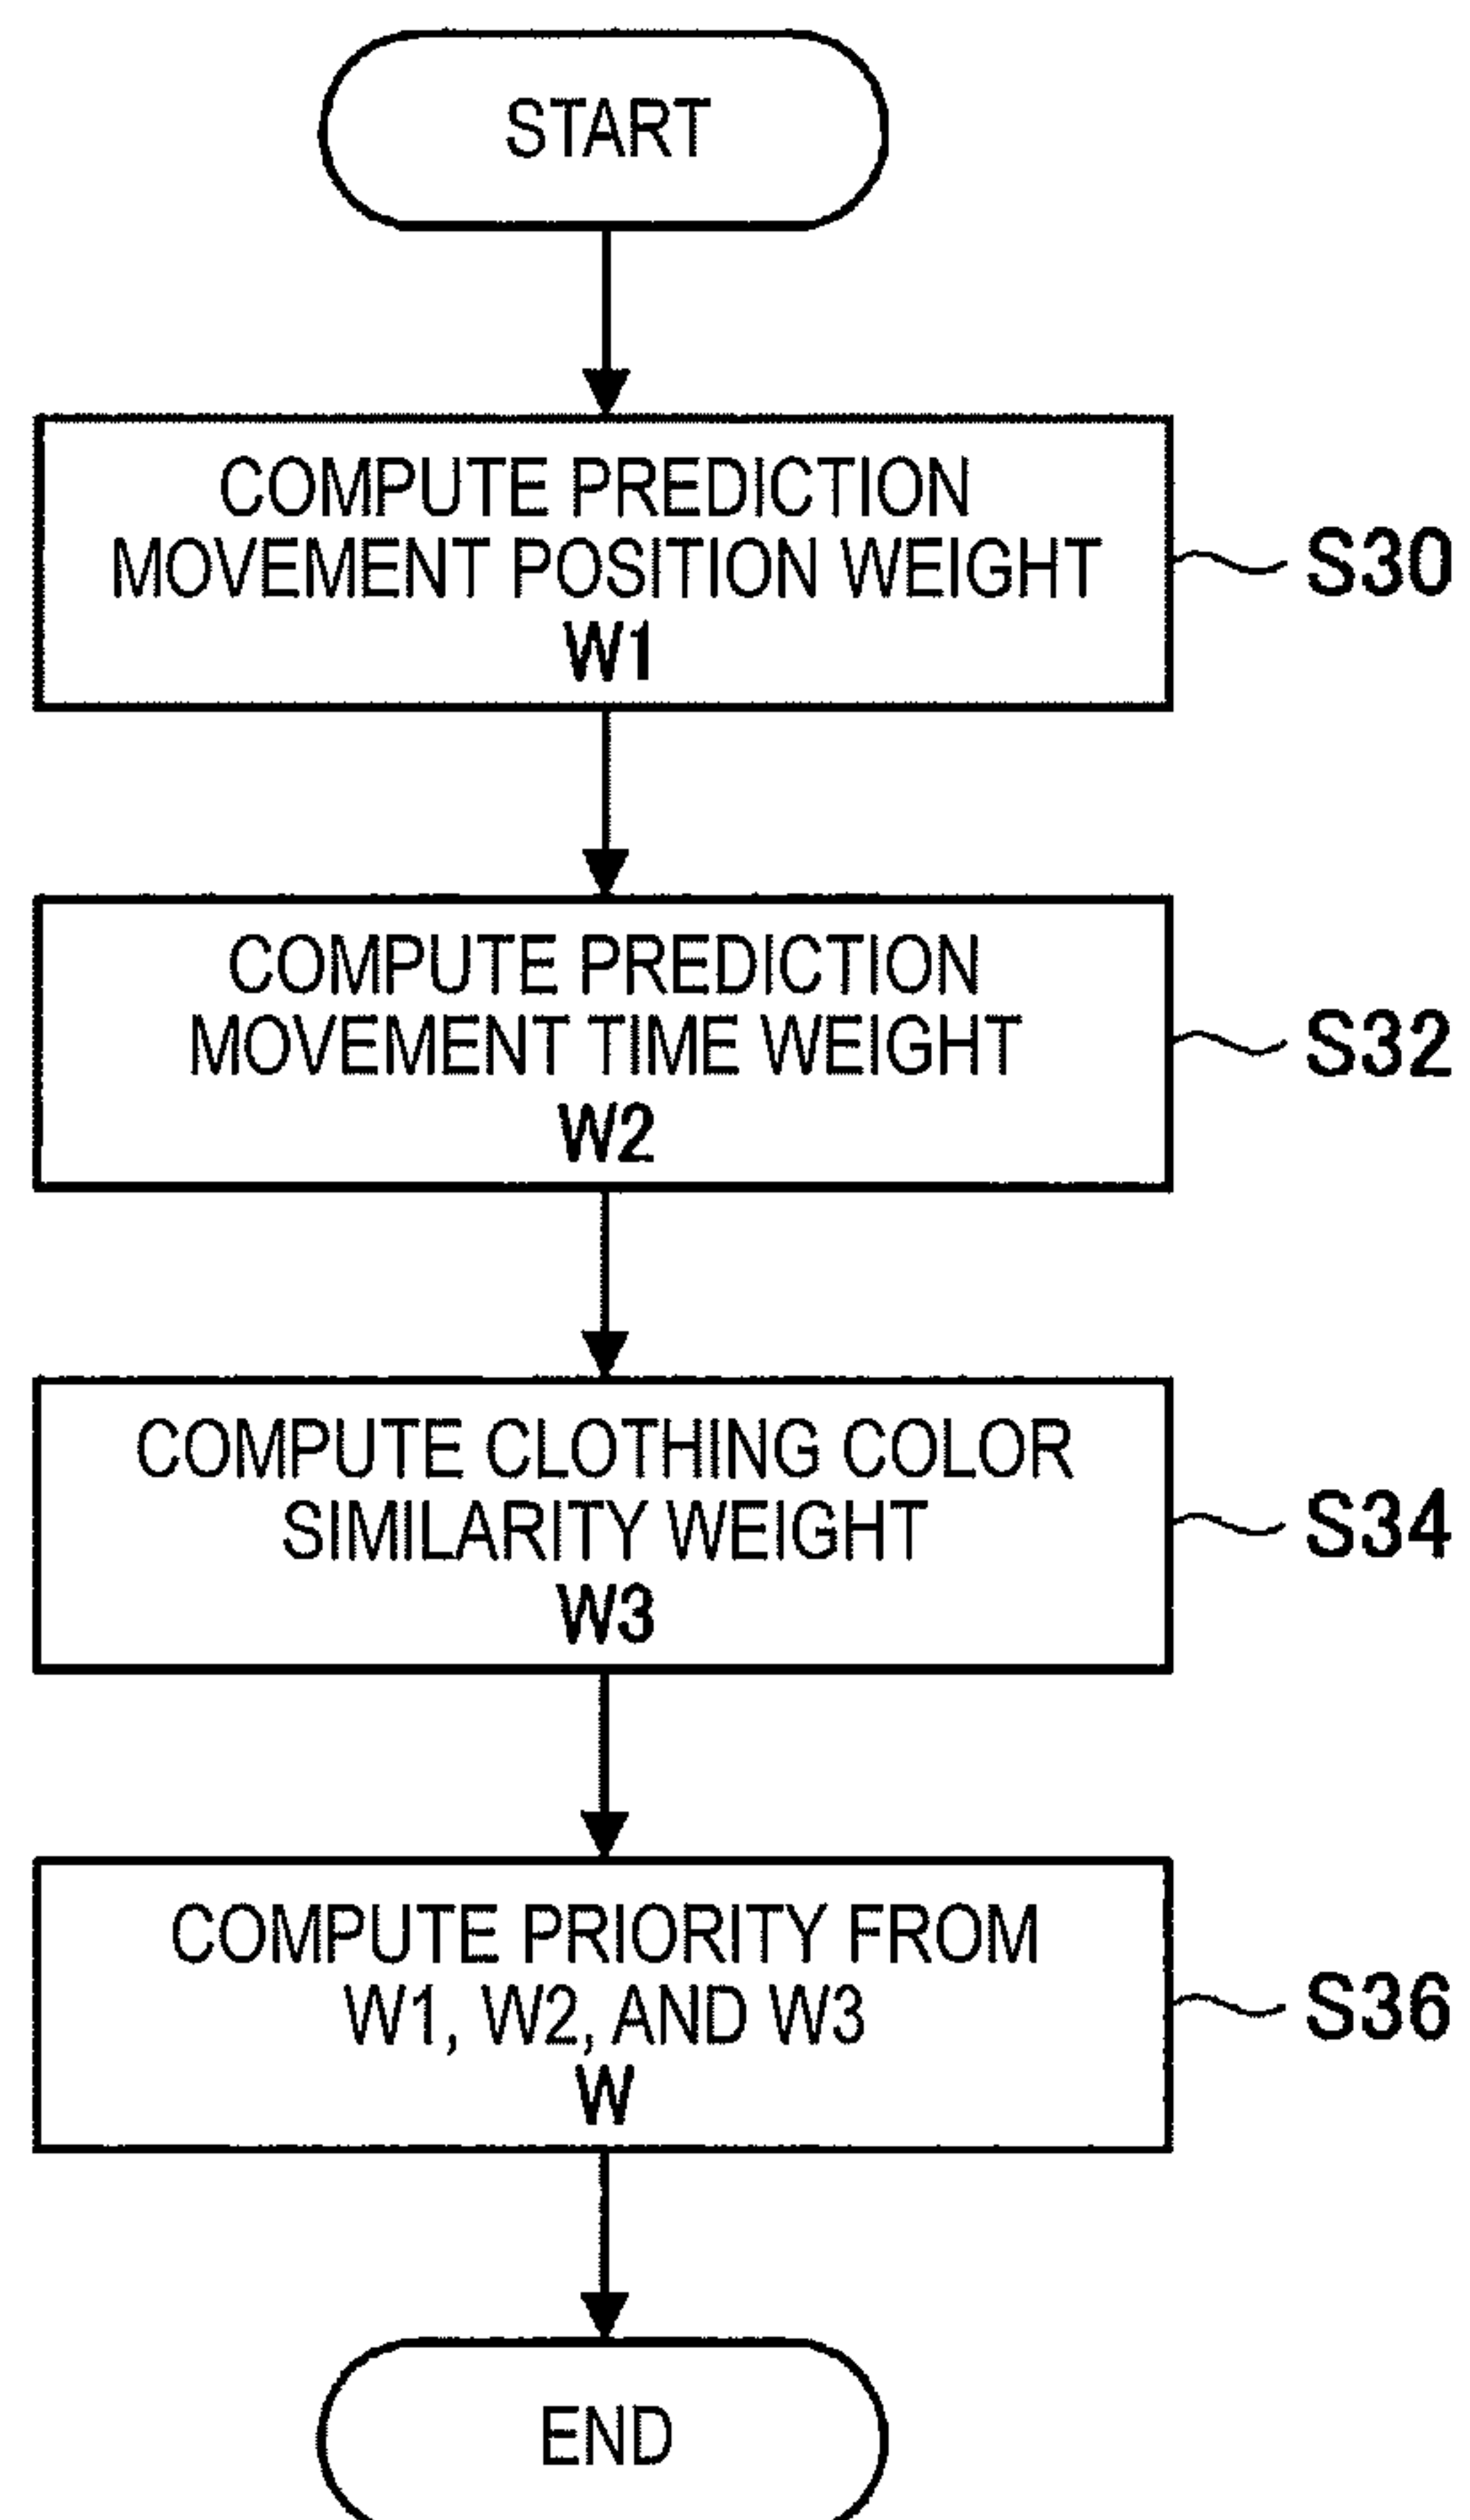 START
COMPUTE PREDICTION
MOVEMENT POSITION WEIGHT
W1
S30
COMPUTE PREDICTION
MOVEMENT TIME WEIGHT
W2
S32
COMPUTE CLOTHING COLOR
SIMILARITY WEIGHT
W3
S34
COMPUTE PRIORITY FROM
W1, W2, AND W3
W
S36
END